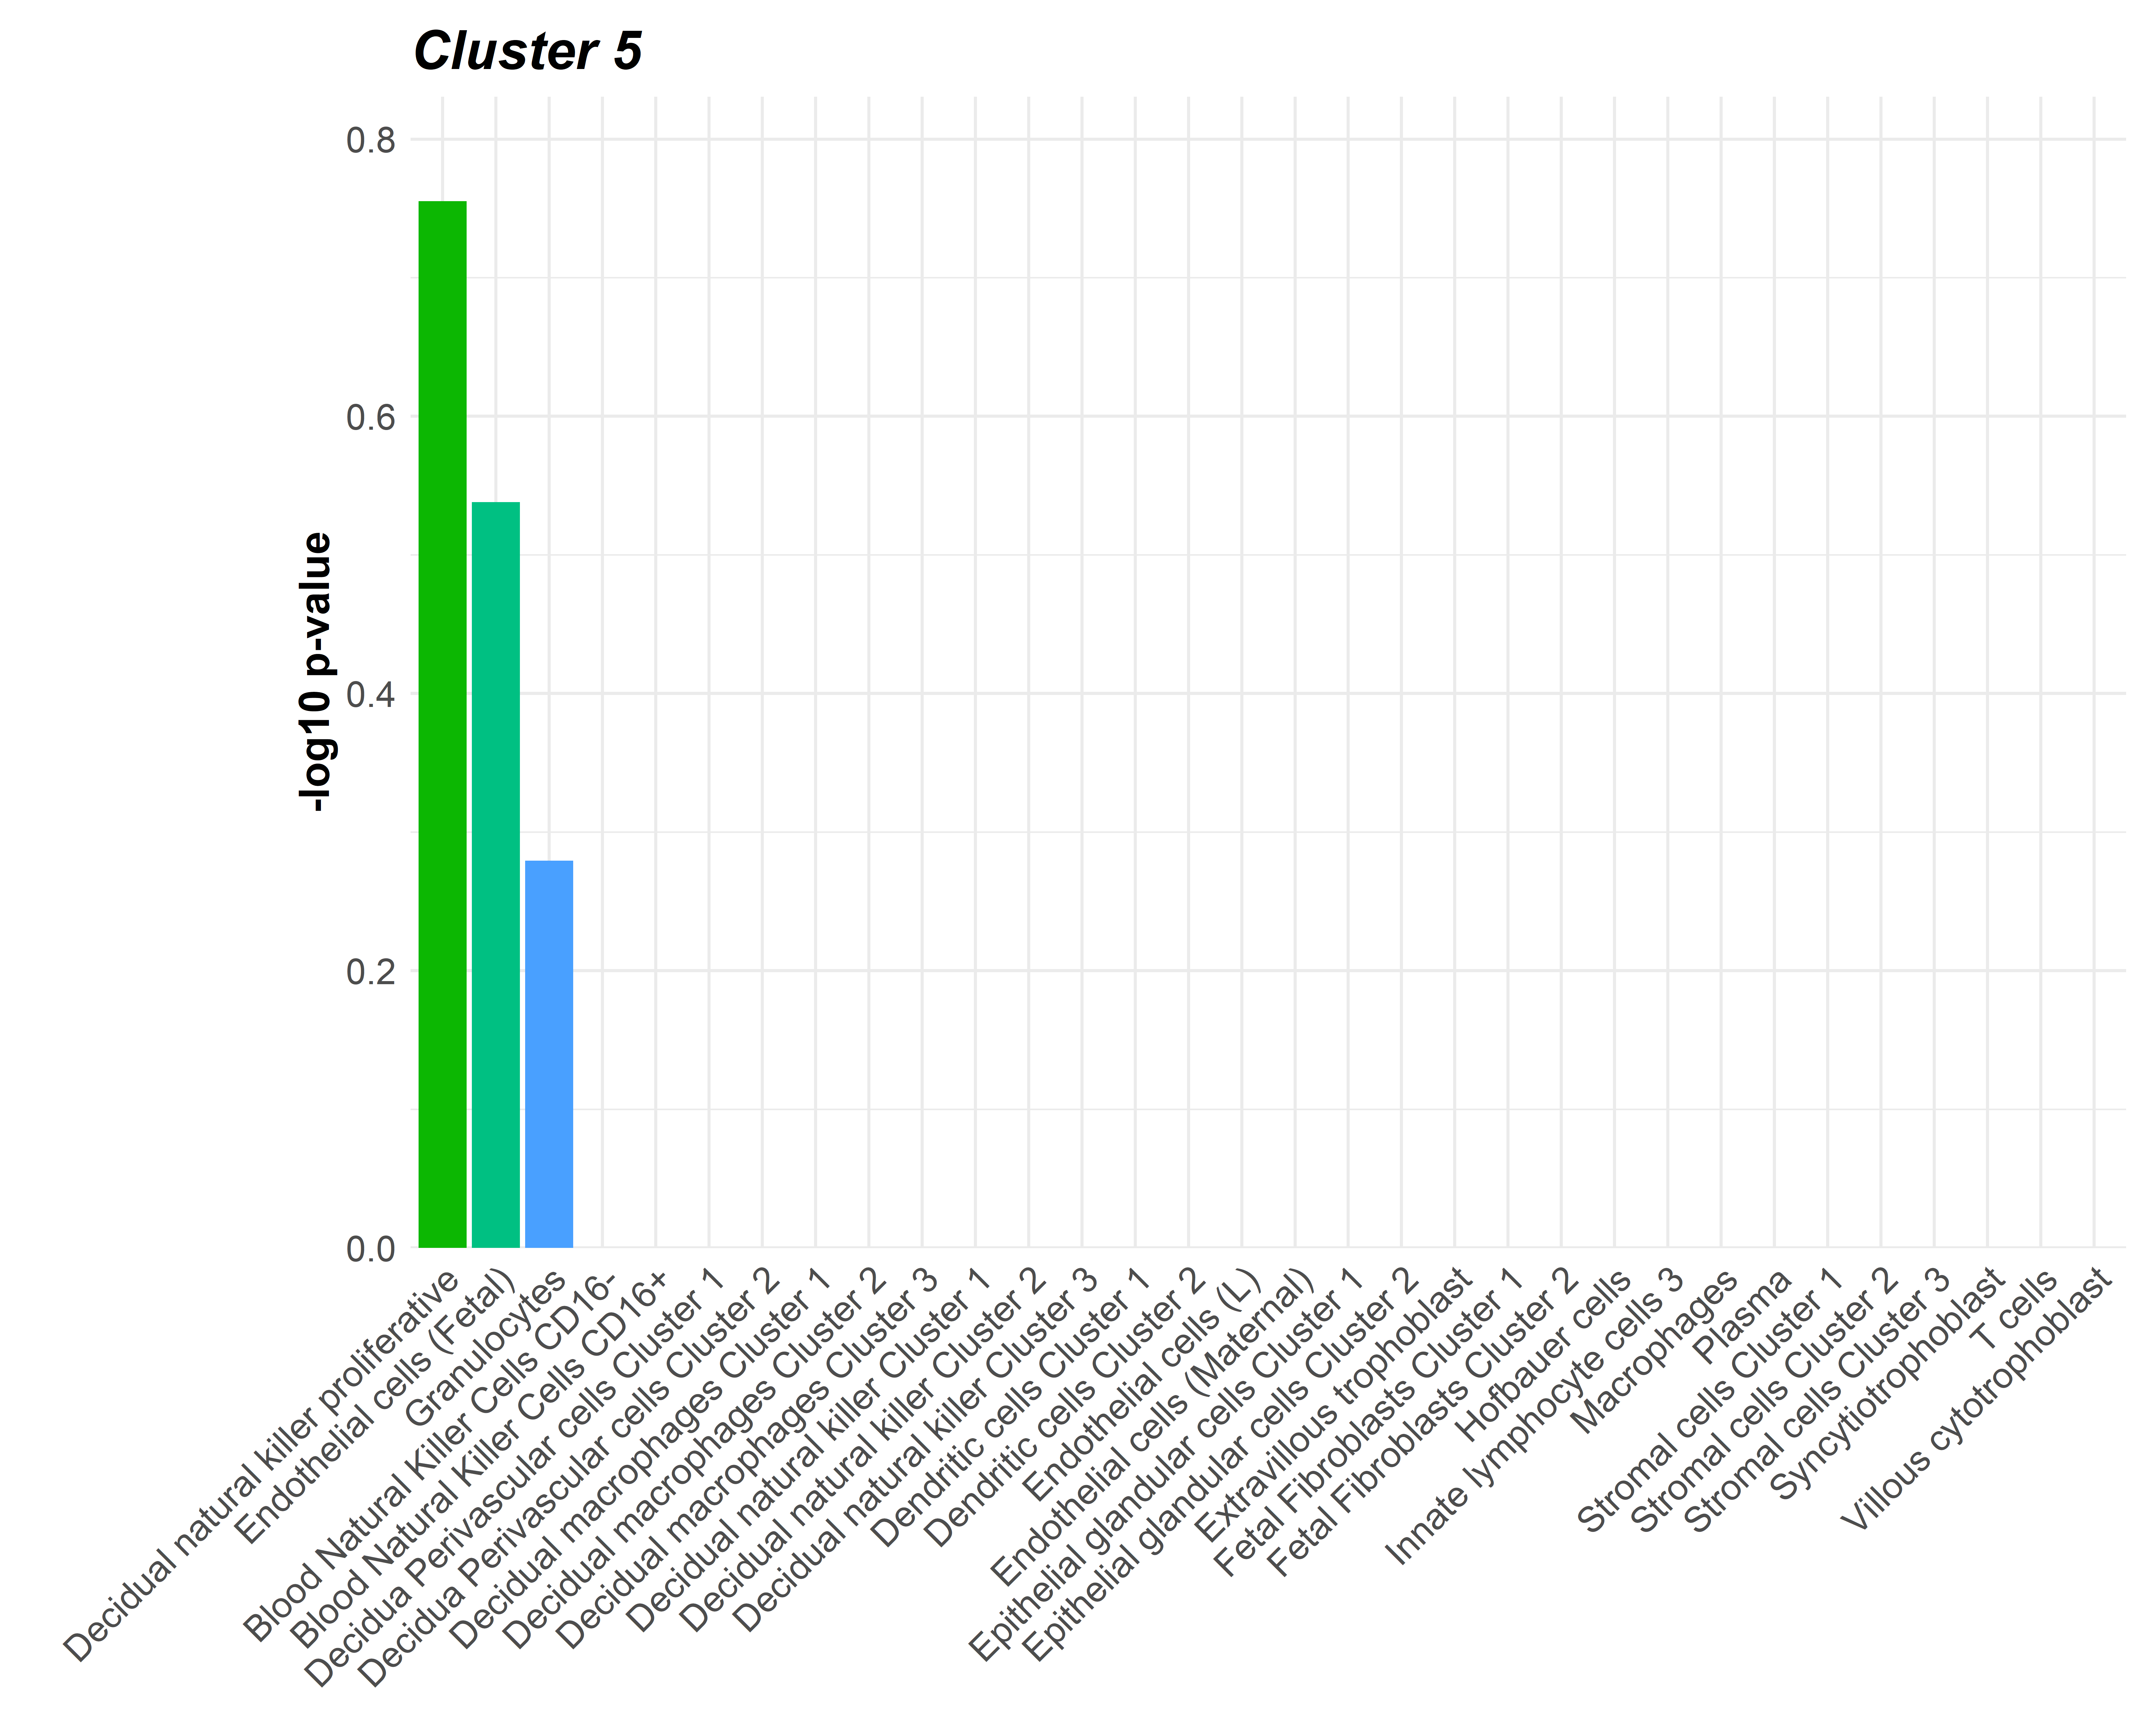 Cluster 5
0.8
0.6
0.4
0.2
0.0
-log10 p-value
Decidual natural killer proliferative
Endothelial cells (Fetal)
Granulocytes
Blood Natural Killer Cells CD16-
Blood Natural Killer Cells CD16+
Decidua Perivascular cells Cluster 1
Decidua Perivascular cells Cluster 2
Decidual macrophages Cluster 1
Decidual macrophages Cluster 2
Decidual macrophages Cluster 3
Decidual natural killer Cluster 1
Decidual natural killer Cluster 2
Decidual natural killer Cluster 3
Dendritic cells Cluster 1
Dendritic cells Cluster 2
Endothelial cells (L)
Endothelial cells (Maternal)
Epithelial glandular cells Cluster 1
Epithelial glandular cells Cluster 2
Extravillous trophoblast
Fetal Fibroblasts Cluster 1
Fetal Fibroblasts Cluster 2
Hofbauer cells
Innate lymphocyte cells 3
Macrophages
Plasma
Stromal cells Cluster 1
Stromal cells Cluster 2
Stromal cells Cluster 3
Syncytiotrophoblast
T cells
Villous cytotrophoblast